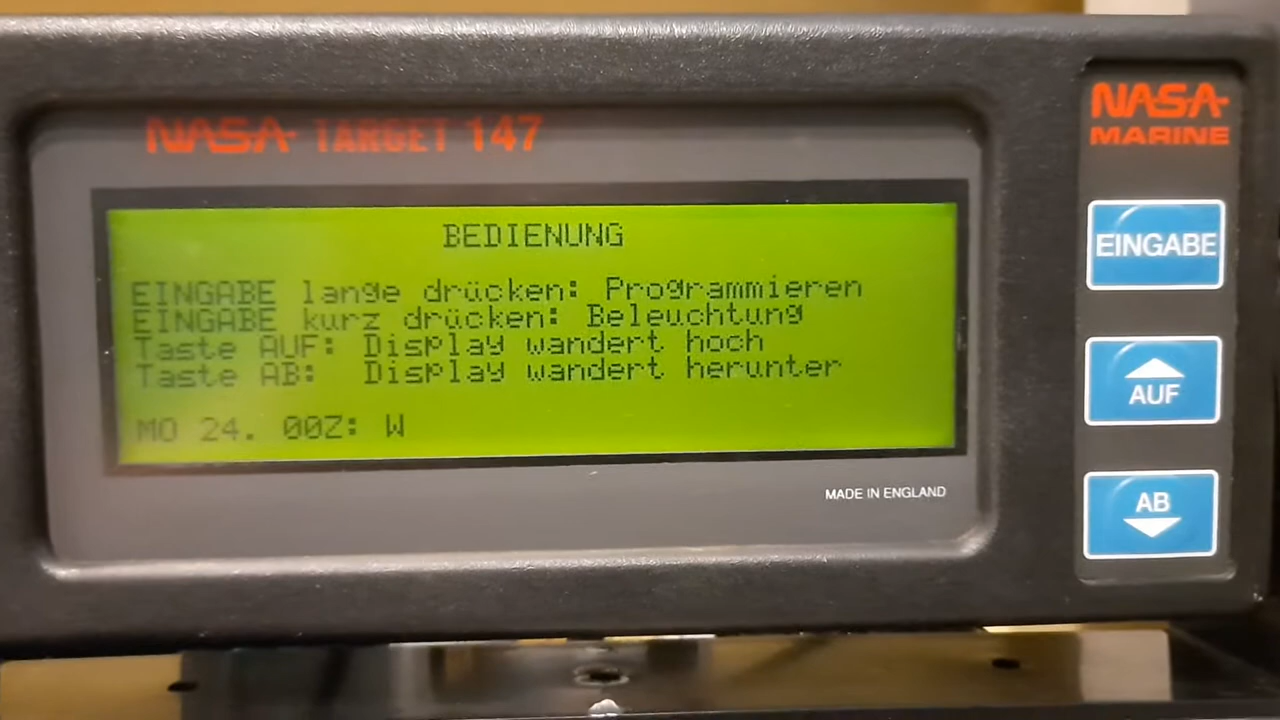 NASA TARGET 147
BEDIENUNG
EINGABE lange drücken: Programmieren
EINGABE kurz drücken: Beleuchtung
Taste AUF: Display wandert hoch
Taste AB: Display wandert herunter
MO 24. 00Z: W
MADE IN ENGLAND
NASA
MARINE
EINGABE
AUF
AB